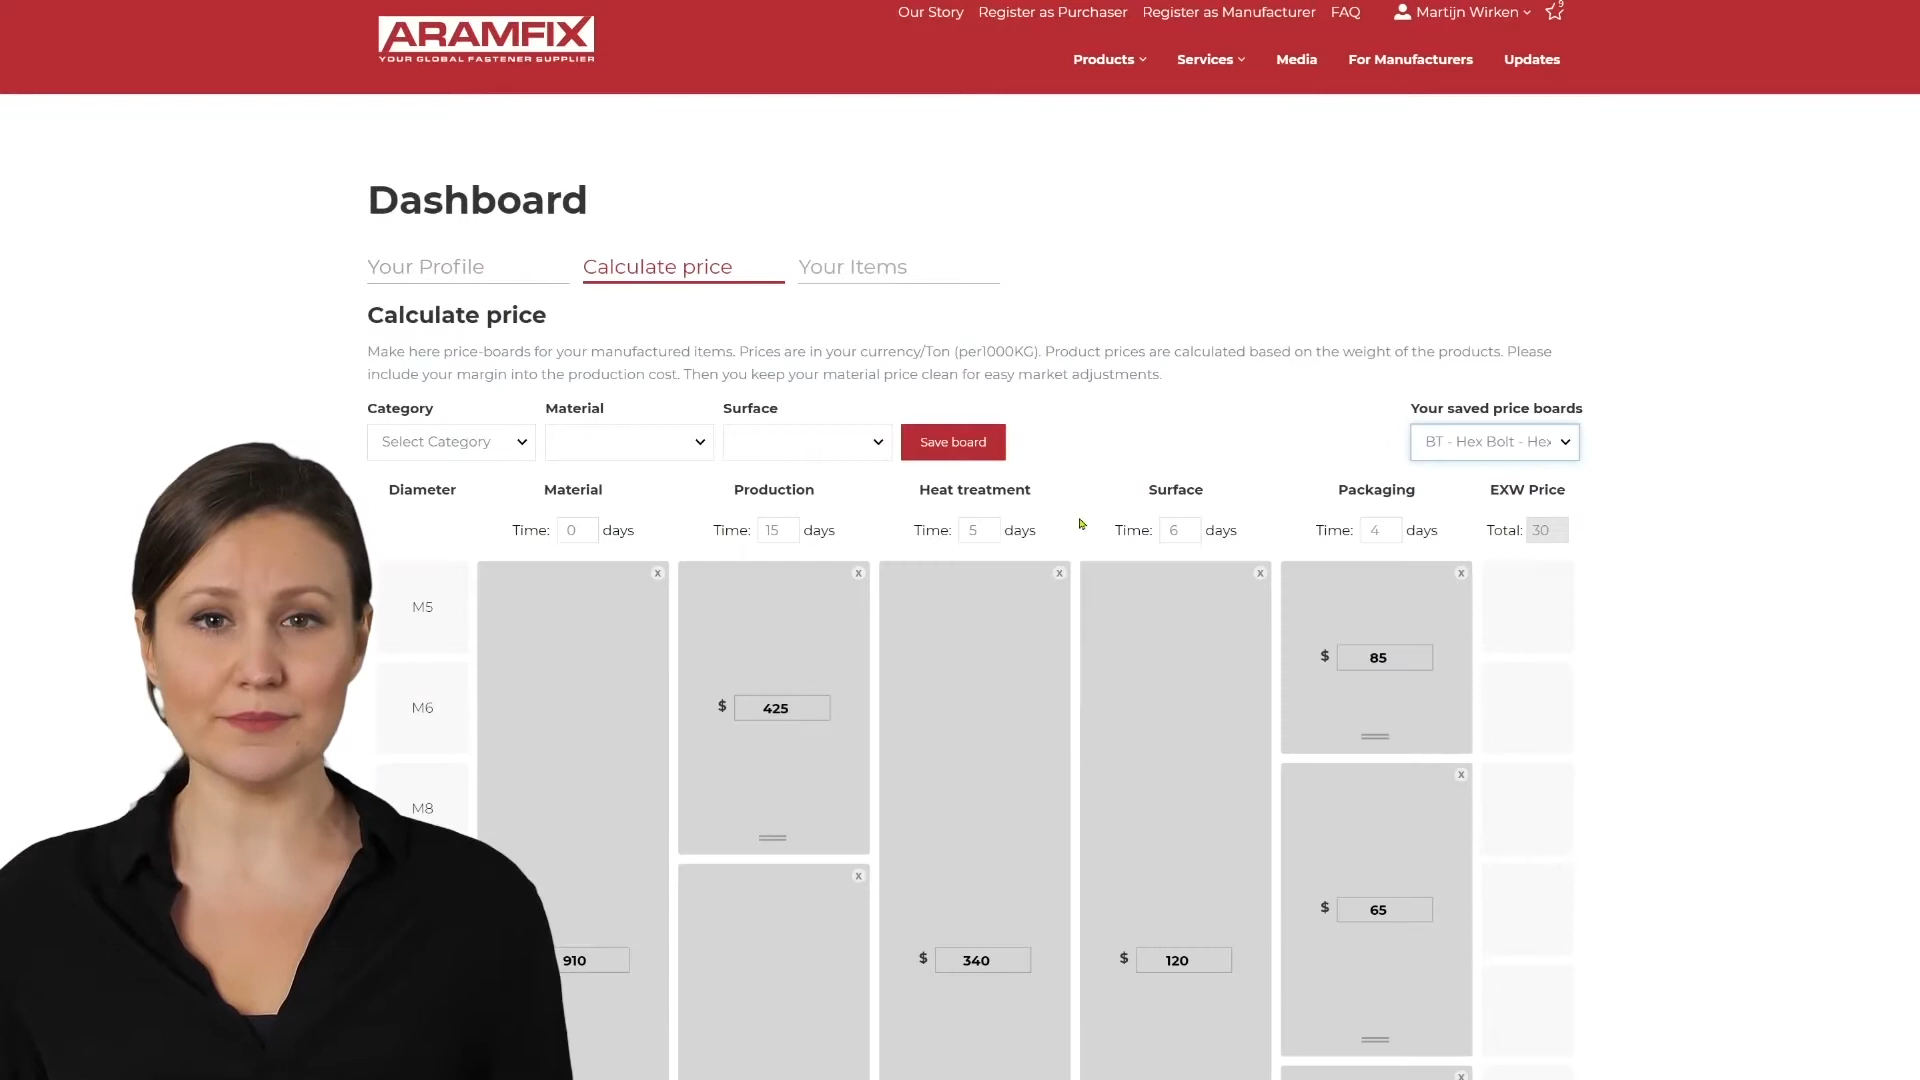 Our Story Register as Purchaser Register as Manufacturer FAQ Martijn Wirken 9
ARAMFIX
YOUR GLOBAL FASTENER SUPPLIER
Products Services Media For Manufacturers Updates
Dashboard
Your Profile Calculate price Your Items
Calculate price
Make here price-boards for your manufactured items. Prices are in your currency/Ton (per1000KG). Product prices are calculated based on the weight of the products. Please
include your margin into the production cost. Then you keep your material price clean for easy market adjustments.
Category Material Surface Your saved price boards
Select Category Save board BT - Hex Bolt - Hex
Diameter Material Production Heat treatment Surface Packaging EXW Price
Time: 0 days Time: 15 days Time: 5 days Time: 6 days Time: 4 days Total: 30
x x x x x
M5
$ 85
M6 $ 425
x
M8
x
$ 65
910 $ 340 $ 120
x